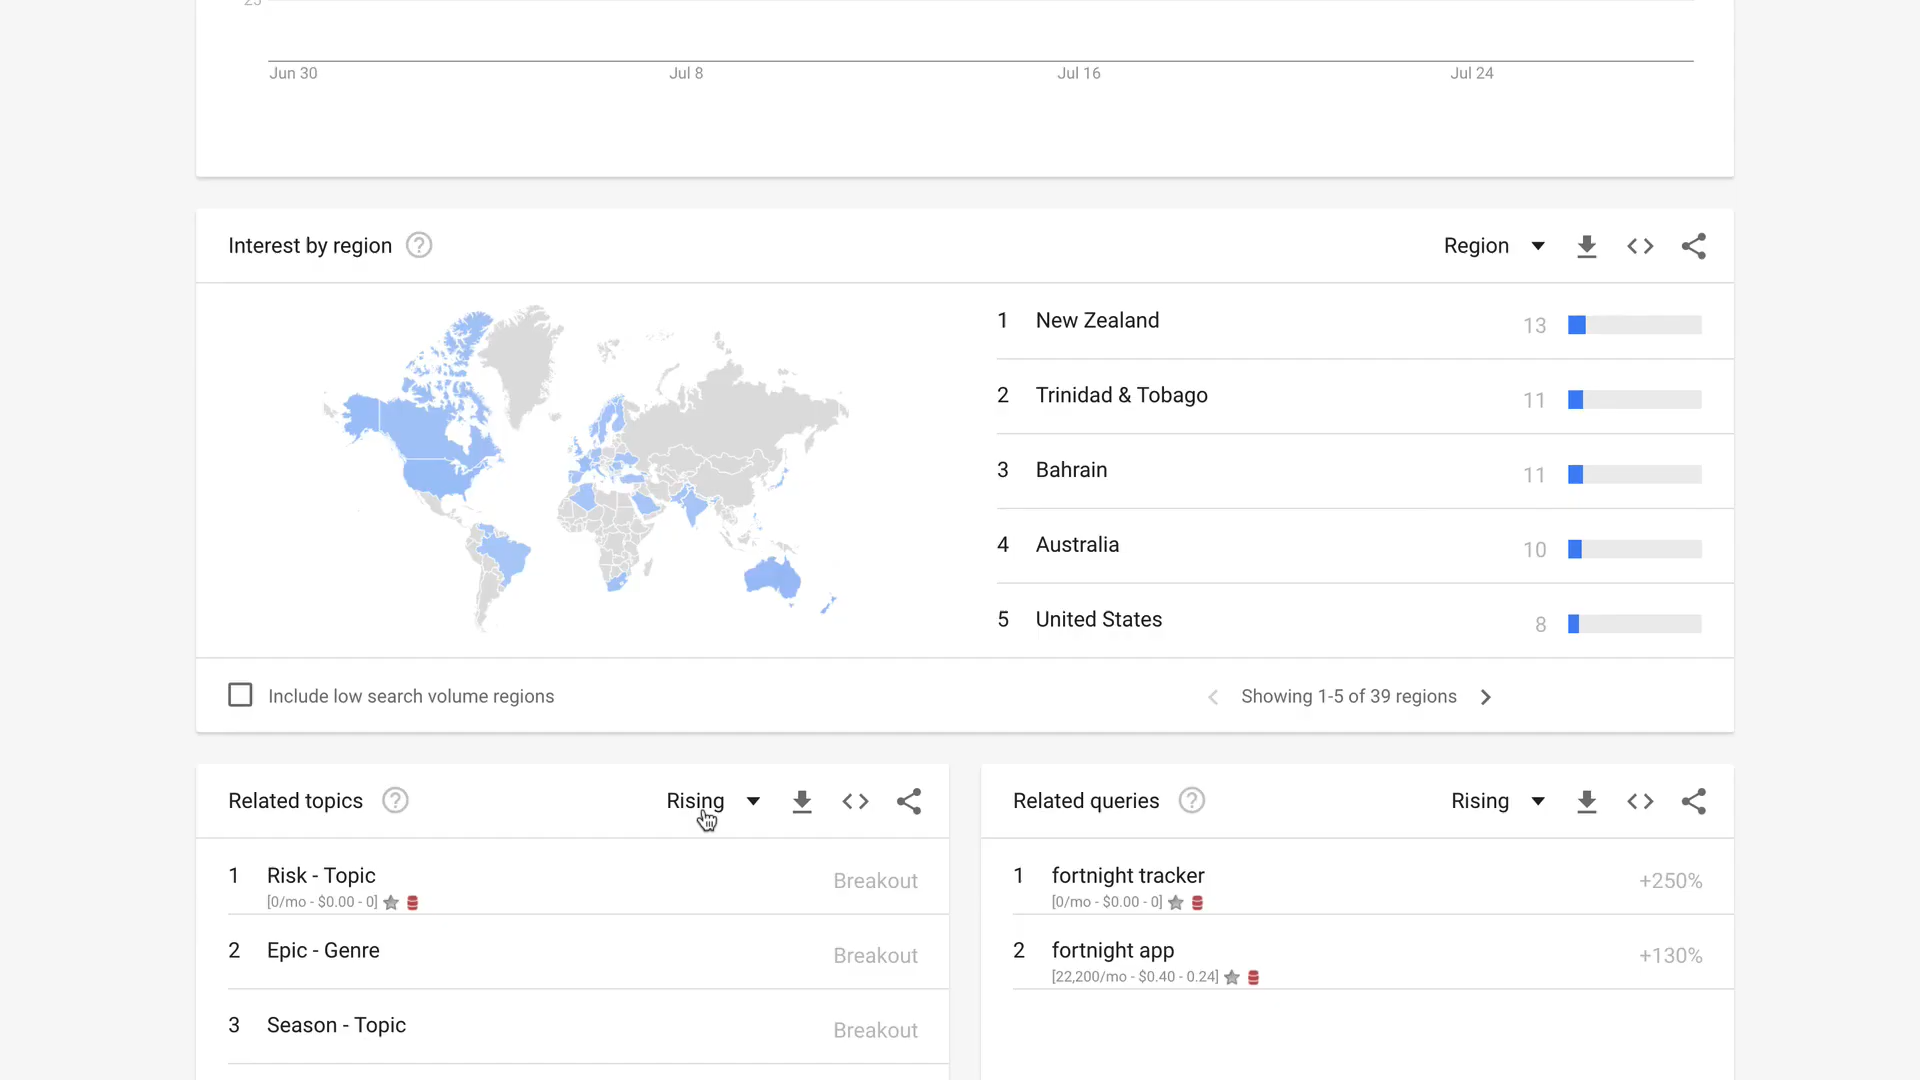 25
Jun 30 Jul 8 Jul 16 Jul 24
Interest by region ?
Region
1 New Zealand 13
2 Trinidad & Tobago 11
3 Bahrain 11
4 Australia 10
5 United States 8
Include low search volume regions
Showing 1-5 of 39 regions
Related topics ? Rising
1 Risk - Topic Breakout
[0/mo - $0.00 - 0]
2 Epic - Genre Breakout
3 Season - Topic Breakout
Related queries ? Rising
1 fortnight tracker +250%
[0/mo - $0.00 - 0]
2 fortnight app +130%
[22,200/mo - $0.40 - 0.24]